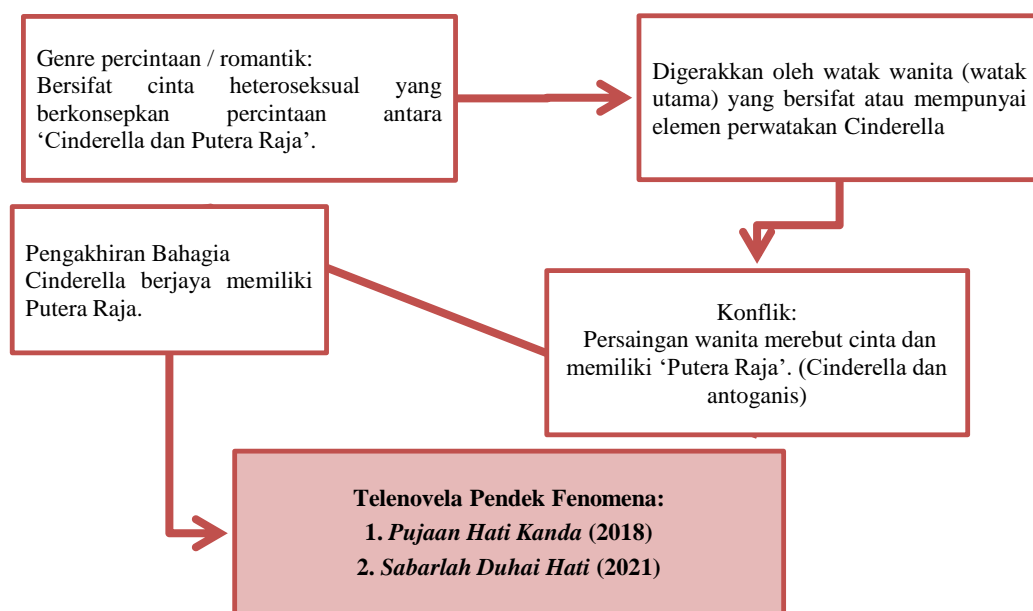 Genre percintaan / romantik:
Bersifat cinta heteroseksual yang
berkonsepkan percintaan antara
‘Cinderella dan Putera Raja’.
Digerakkan oleh watak wanita (watak
utama) yang bersifat atau mempunyai
elemen perwatakan Cinderella
Konflik:
Persaingan wanita merebut cinta dan
memiliki ‘Putera Raja’. (Cinderella dan
antoganis)
Pengakhiran Bahagia
Cinderella berjaya memiliki
Putera Raja.
Telenovela Pendek Fenomena:
1. Pujaan Hati Kanda (2018)
2. Sabarlah Duhai Hati (2021)